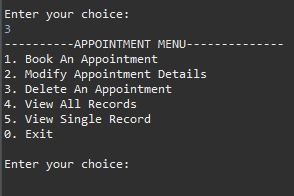 Enter your choice:
3
----------APPOINTMENT MENU--------------
1. Book An Appointment
2. Modify Appointment Details
3. Delete An Appointment
4. View All Records
5. View Single Record
0. Exit
Enter your choice: